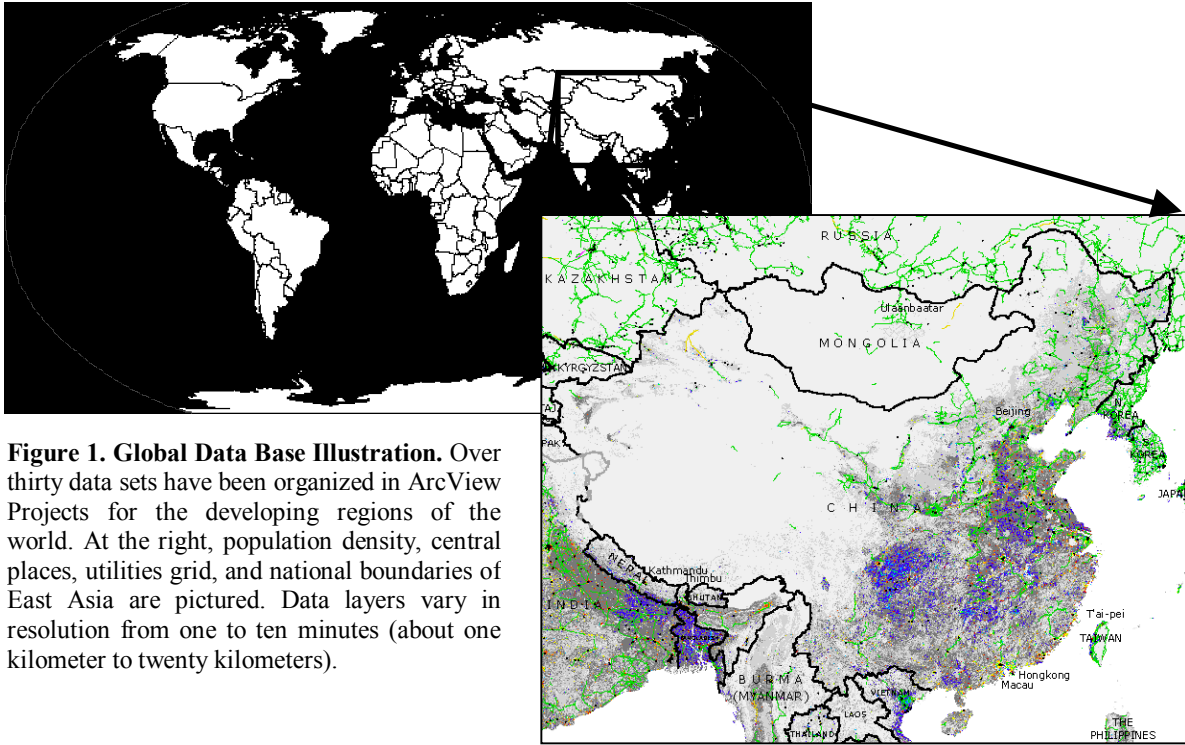 RUSSIA
KAZAKHSTAN
Ulaanbaatar
MONGOLIA
KYRGYZSTAN
TAJ
PAK
Beijing
N.
KOREA
S.
KOREA
JAPA
CHINA
NEPAL
Kathmandu
Thimbu
BHUTAN
INDIA
T'ai-pei
TAIWAN
BURMA
(MYANMAR)
Hongkong
Macau
VIETNAM
LAOS
THAILAND
THE
PHILIPPINES
Figure 1. Global Data Base Illustration. Over
thirty data sets have been organized in ArcView
Projects for the developing regions of the
world. At the right, population density, central
places, utilities grid, and national boundaries of
East Asia are pictured. Data layers vary in
resolution from one to ten minutes (about one
kilometer to twenty kilometers).